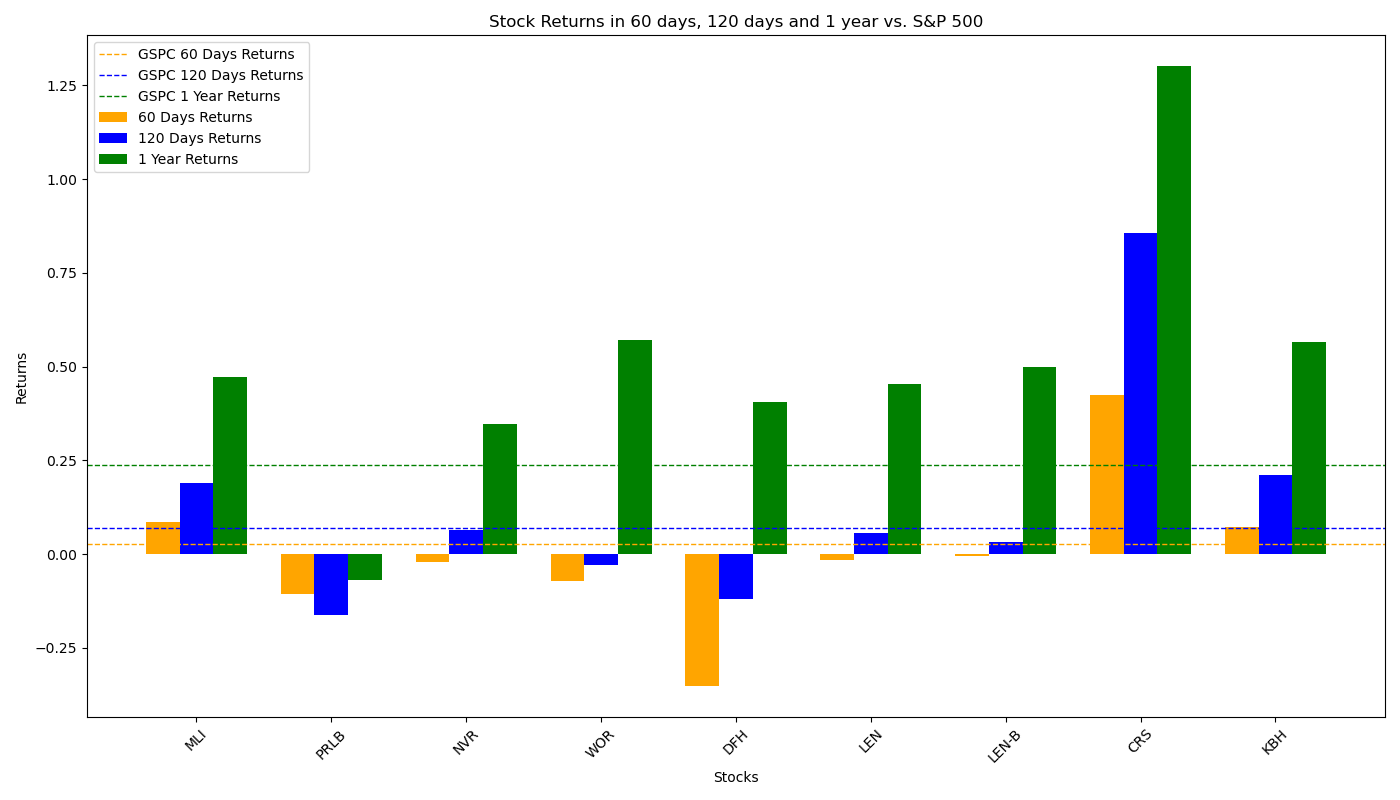 Stock Returns in 60 days, 120 days and 1 year vs. S&P 500
GSPC 60 Days Returns
GSPC 120 Days Returns
GSPC 1 Year Returns
60 Days Returns
120 Days Returns
1 Year Returns
1.25
1.00
0.75
0.50
0.25
0.00
−0.25
Returns
MLI
PRLB
NVR
WOR
DFH
LEN
LEN-B
CRS
KBH
Stocks